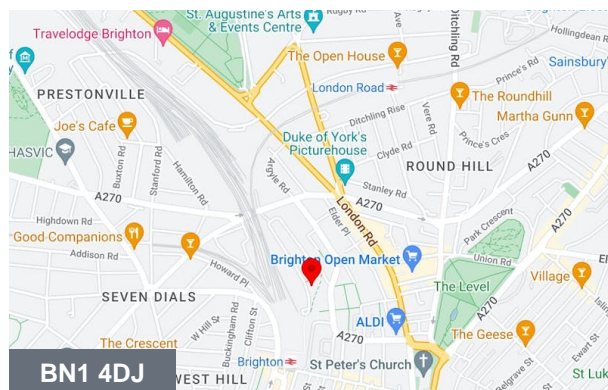 St. Augustine's Arts
& Events Centre
Rugby Rd
Ditchling Rd
Hollingdean Rd
Travelodge Brighton
The Open House
Prince's Rd
Sainsbury's
London Road
PRESTONVILLE
Ditchling Rise
The Roundhill
Joe's Cafe
Vere Rd
Martha Gunn
Duke of York's
Picturehouse
Prince's Cres
HASVIC
Buxton Rd
Stanford Rd
Hamilton Rd
Argyle Rd
Clyde Rd
ROUND HILL
A270
Stanley Rd
Highdown Rd
Elder Pl
London Rd
A270
Park Crescent
A270
Good Companions
Addison Rd
Brighton Open Market
Union Rd
Howard Pl
Village
The Level
SEVEN DIALS
ALDI
W Hill St
Buckingham Rd
Clifton St
The Geese
Ewart St
The Crescent
Brighton
St Peter's Church
Belgrave St
St Luk
WEST HILL
BN1 4DJ